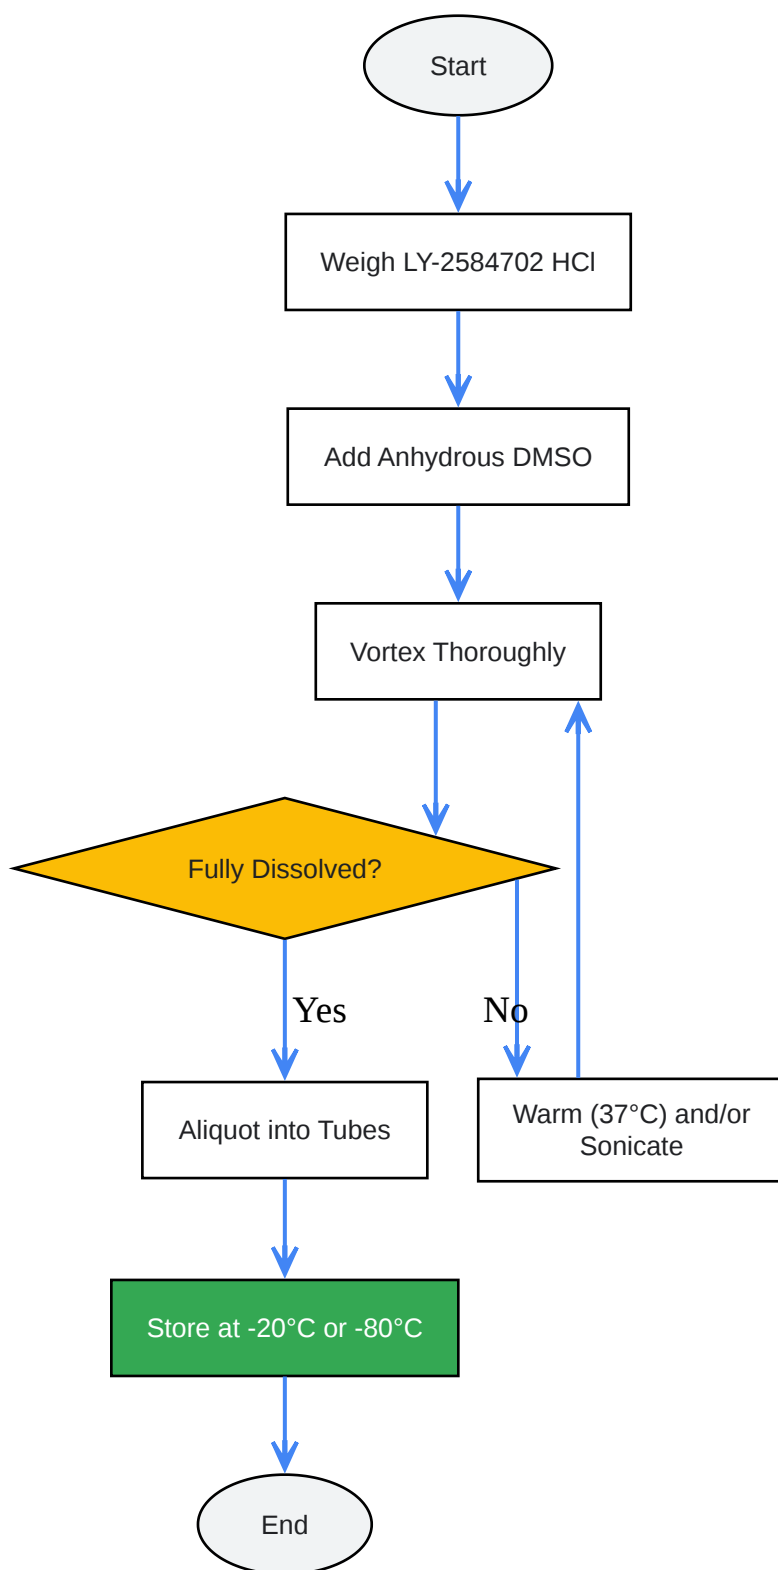 Start
Weigh LY-2584702 HCl
Add Anhydrous DMSO
Vortex Thoroughly
Fully Dissolved?
Yes
No
Aliquot into Tubes
Warm (37°C) and/or
Sonicate
Store at -20°C or -80°C
End